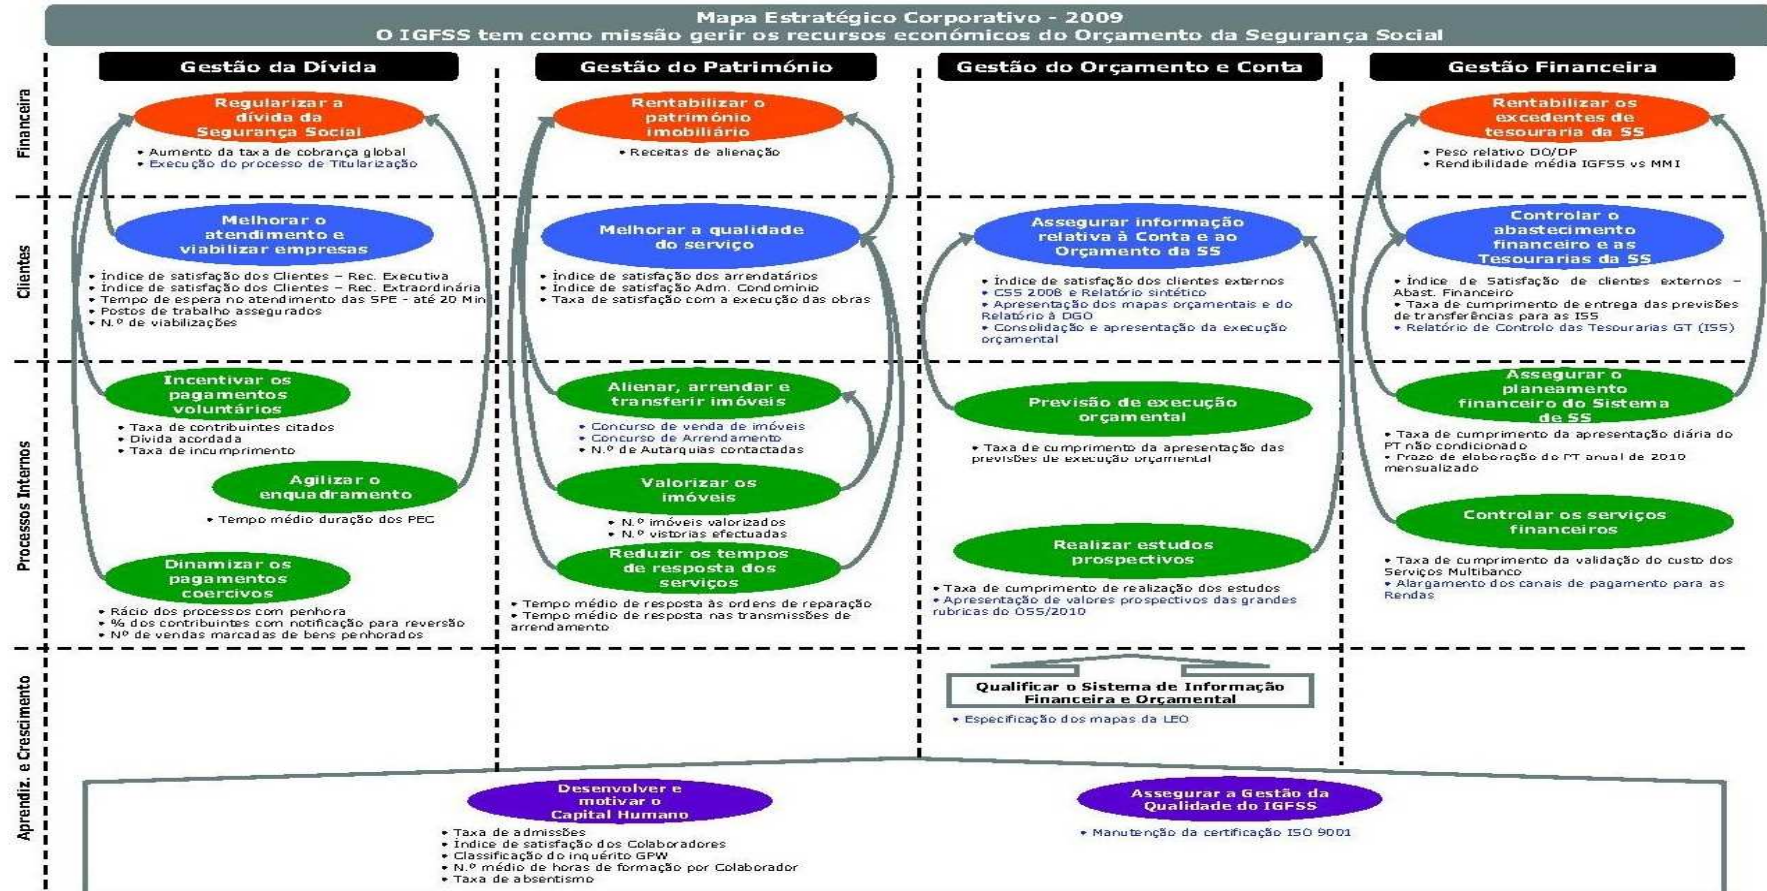 Mapa Estratégico Corporativo - 2009
O IGFSS tem como missão gerir os recursos económicos do Orçamento da Segurança Social
Gestão da Dívida
Gestão do Património
Gestão do Orçamento e Conta
Gestão Financeira
Financeira
Regularizar a
dívida da
Segurança Social
• Aumento da taxa de cobrança global
• Execução do processo de Titularização
Rentabilizar o
património
imobiliário
• Receitas de alienação
Rentabilizar os
excedentes de
tesouraria da SS
• Peso relativo DO/DP
• Rendibilidade média IGFSS vs MMI
Clientes
Melhorar o
atendimento e
viabilizar empresas
• Índice de satisfação dos Clientes – Rec. Executiva
• Índice de satisfação dos Clientes – Rec. Extraordinária
• Tempo de espera no atendimento das SPE - até 20 Min
• Postos de trabalho assegurados
• N.º de viabilizações
Melhorar a qualidade
do serviço
• Índice de satisfação dos arrendatários
• Índice de satisfação Adm. Condomínio
• Taxa de satisfação com a execução das obras
Assegurar informação
relativa à Conta e ao
Orçamento da SS
• Índice de satisfação dos clientes externos
• CSS 2008 e Relatório sintético
• Apresentação dos mapas orçamentais e do
Relatório à DGO
• Consolidação e apresentação da execução
orçamental
Controlar o
abastecimento
financeiro e as
Tesourarias da SS
• Índice de Satisfação de clientes externos –
Abast. Financeiro
• Taxa de cumprimento de entrega das previsões
de transferências para as ISS
• Relatório de Controlo das Tesourarias GT (ISS)
Processos Internos
Incentivar os
pagamentos
voluntários
• Taxa de contribuintes citados
• Dívida acordada
• Taxa de incumprimento
Agilizar o
enquadramento
• Tempo médio duração dos PEC
Dinamizar os
pagamentos
coercivos
• Rácio dos processos com penhora
• % dos contribuintes com notificação para reversão
• Nº de vendas marcadas de bens penhorados
Alienar, arrendar e
transferir imóveis
• Concurso de venda de imóveis
• Concurso de Arrendamento
• N.º de Autarquias contactadas
Valorizar os
imóveis
• N.º imóveis valorizados
• N.º vistorias efectuadas
Reduzir os tempos
de resposta dos
serviços
• Tempo médio de resposta às ordens de reparação
• Tempo médio de resposta nas transmissões de
arrendamento
Previsão de execução
orçamental
• Taxa de cumprimento da apresentação das
previsões de execução orçamental
Realizar estudos
prospectivos
• Taxa de cumprimento de realização dos estudos
• Apresentação de valores prospectivos das grandes
rubricas do OSS/2010
Assegurar o
planeamento
financeiro do Sistema
de SS
• Taxa de cumprimento da apresentação diária do
PT não condicionado
• Prazo de elaboração do PT anual de 2010
mensualizado
Controlar os serviços
financeiros
• Taxa de cumprimento da validação do custo dos
Serviços Multibanco
• Alargamento dos canais de pagamento para as
Rendas
Aprendiz. e Crescimento
Qualificar o Sistema de Informação
Financeira e Orçamental
• Especificação dos mapas da LEO
Desenvolver e
motivar o
Capital Humano
• Taxa de admissões
• Índice de satisfação dos Colaboradores
• Classificação do inquérito GPW
• N.º médio de horas de formação por Colaborador
• Taxa de absentismo
Assegurar a Gestão da
Qualidade do IGFSS
• Manutenção da certificação ISO 9001